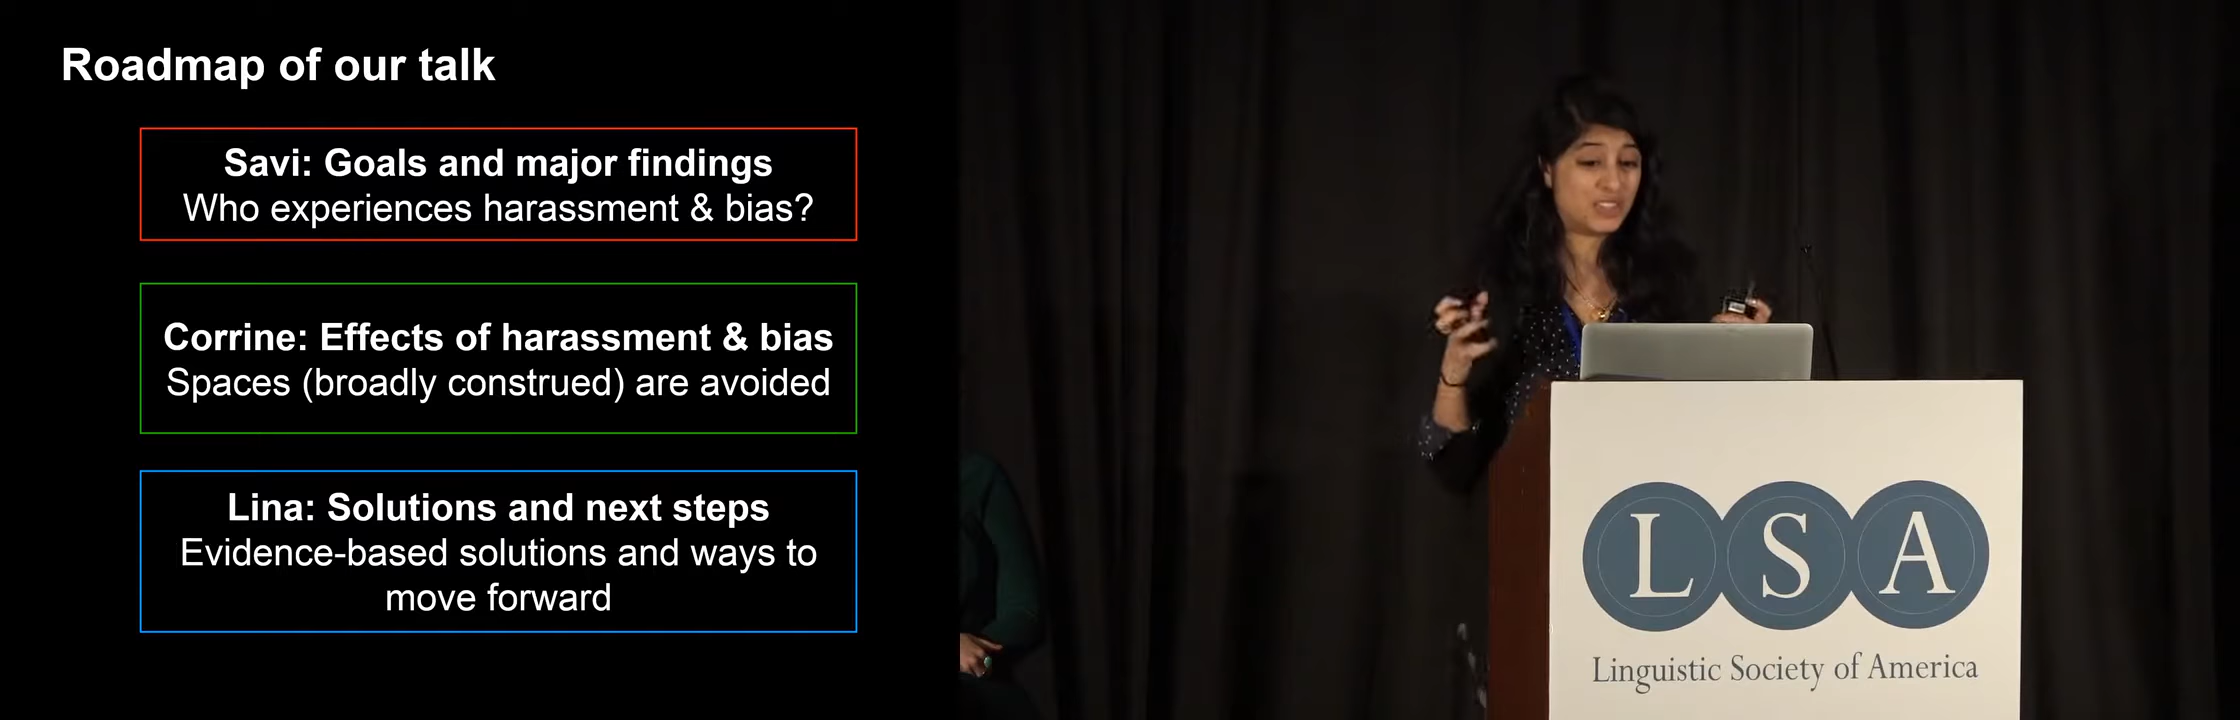 Roadmap of our talk
Savi: Goals and major findings
Who experiences harassment & bias?
Corrine: Effects of harassment & bias
Spaces (broadly construed) are avoided
Lina: Solutions and next steps
Evidence-based solutions and ways to
move forward
LSA
Linguistic Society of America